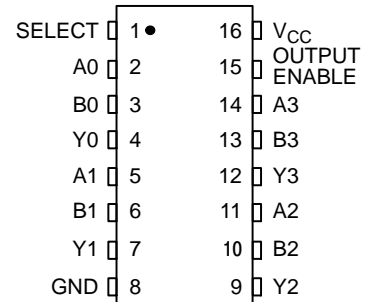 SELECT 1 16 VCC
A0 2 15 OUTPUT ENABLE
B0 3 14 A3
Y0 4 13 B3
A1 5 12 Y3
B1 6 11 A2
Y1 7 10 B2
GND 8 9 Y2